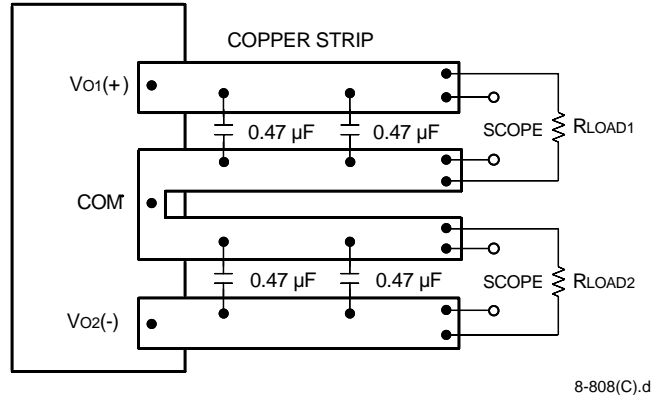 COPPER STRIP
VO1(+)
0.47 µF 0.47 µF
SCOPE RLOAD1
COM
0.47 µF 0.47 µF
SCOPE RLOAD2
VO2(-)
8-808(C).d